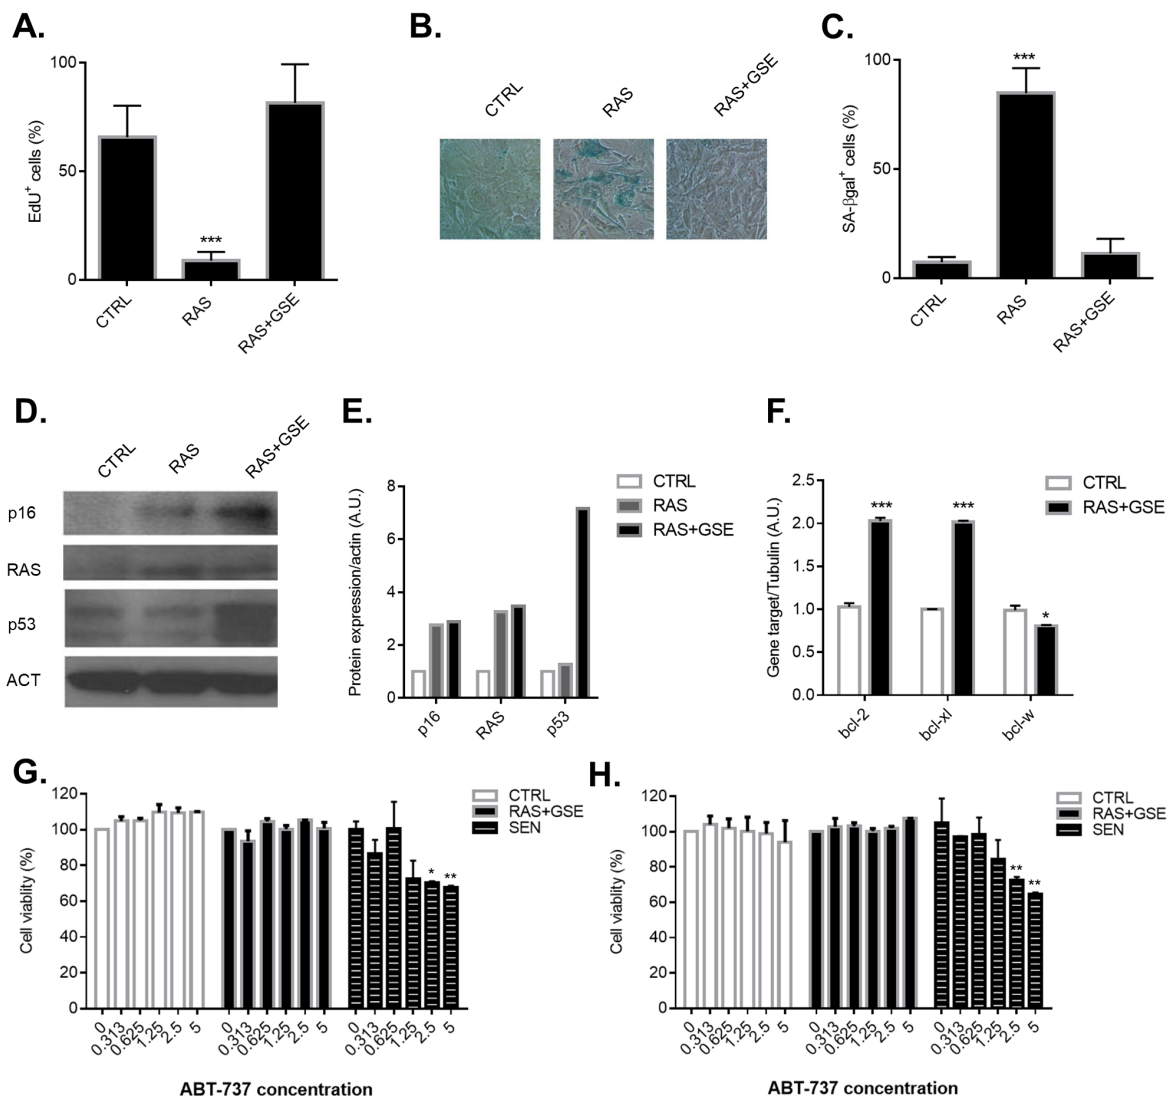 A.
100
50
0
EdU+ cells (%)
***
CTRL
RAS
RAS+GSE
B.
CTRL
RAS
RAS+GSE
C.
100
50
0
SA-βgal+ cells (%)
***
CTRL
RAS
RAS+GSE
D.
CTRL
RAS
RAS+GSE
p16
RAS
p53
ACT
E.
8
6
4
2
0
Protein expression/actin (A.U.)
CTRL
RAS
RAS+GSE
p16
RAS
p53
F.
2.5
2.0
1.5
1.0
0.5
0.0
Gene target/Tubulin (A.U.)
***
***
*
CTRL
RAS+GSE
bcl-2
bcl-xl
bcl-w
G.
120
100
80
60
40
20
0
Cell viablity (%)
CTRL
RAS+GSE
SEN
*
**
0
0.313
0.625
1.25
2.5
5
0
0.313
0.625
1.25
2.5
5
0
0.313
0.625
1.25
2.5
5
ABT-737 concentration
H.
120
100
80
60
40
20
0
Cell viablity (%)
CTRL
RAS+GSE
SEN
**
**
0
0.313
0.625
1.25
2.5
5
0
0.313
0.625
1.25
2.5
5
0
0.313
0.625
1.25
2.5
5
ABT-737 concentration